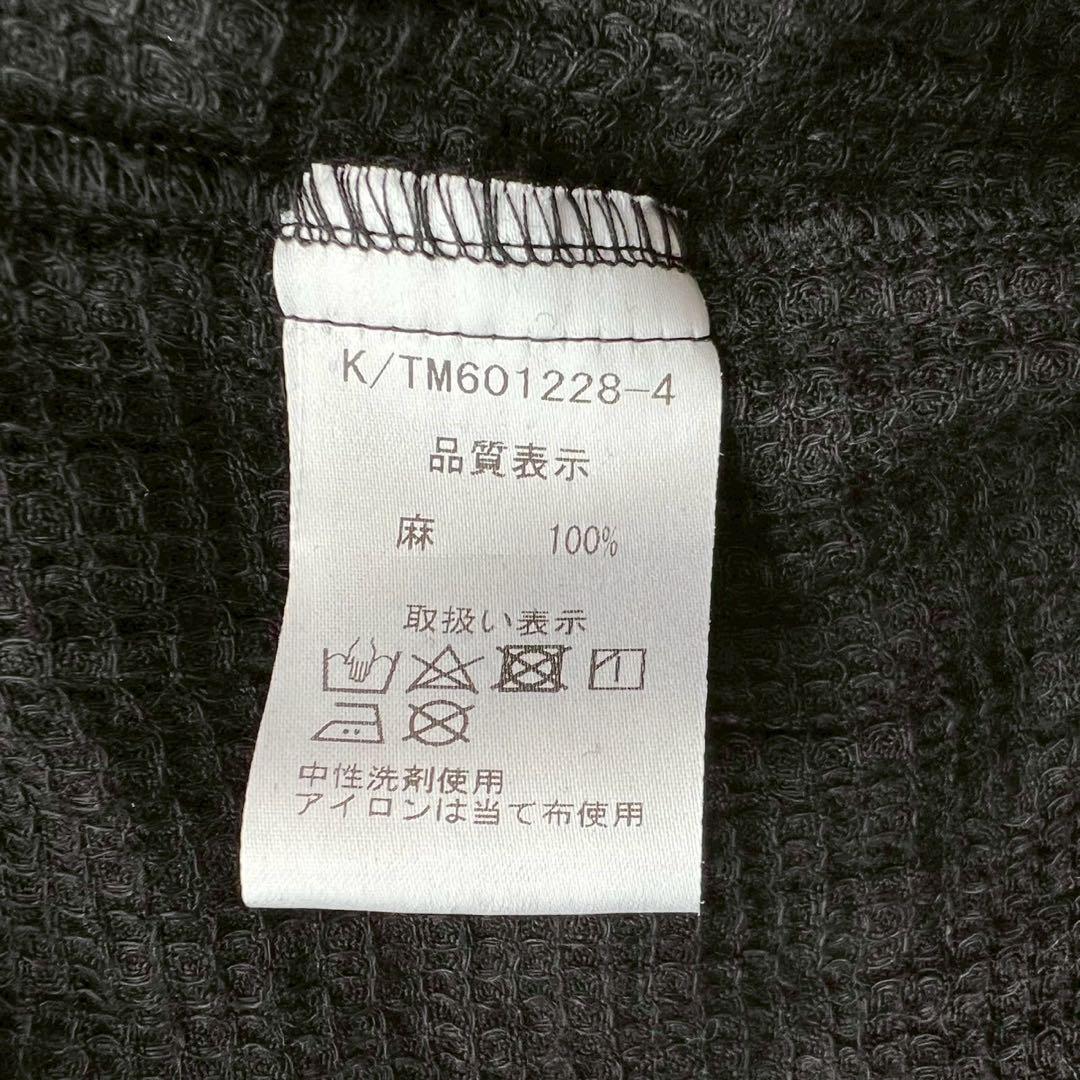 K/TM601228-4
品質表示
麻 100%
取扱い表示
中性洗剤使用
アイロンは当て布使用